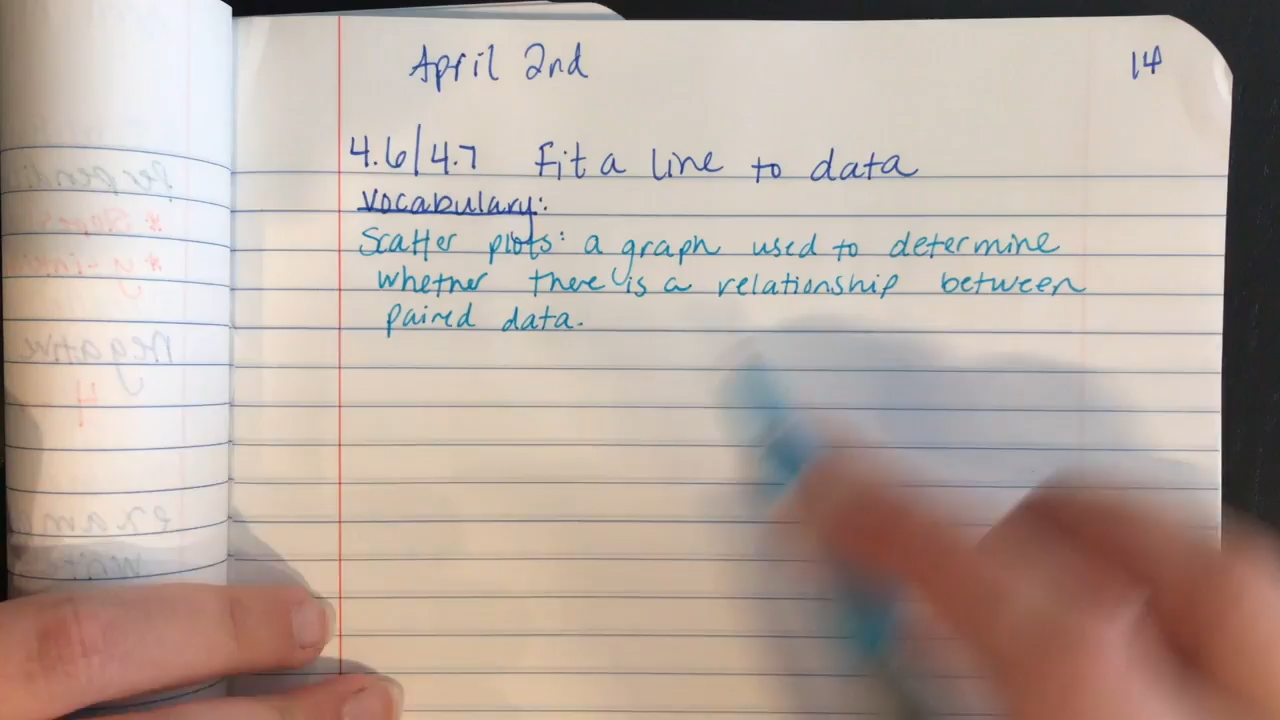 April 2nd
14
4.6/4.7 Fit a line to data
Vocabulary:
Scatter plots: a graph used to determine
whether there is a relationship between
paired data.